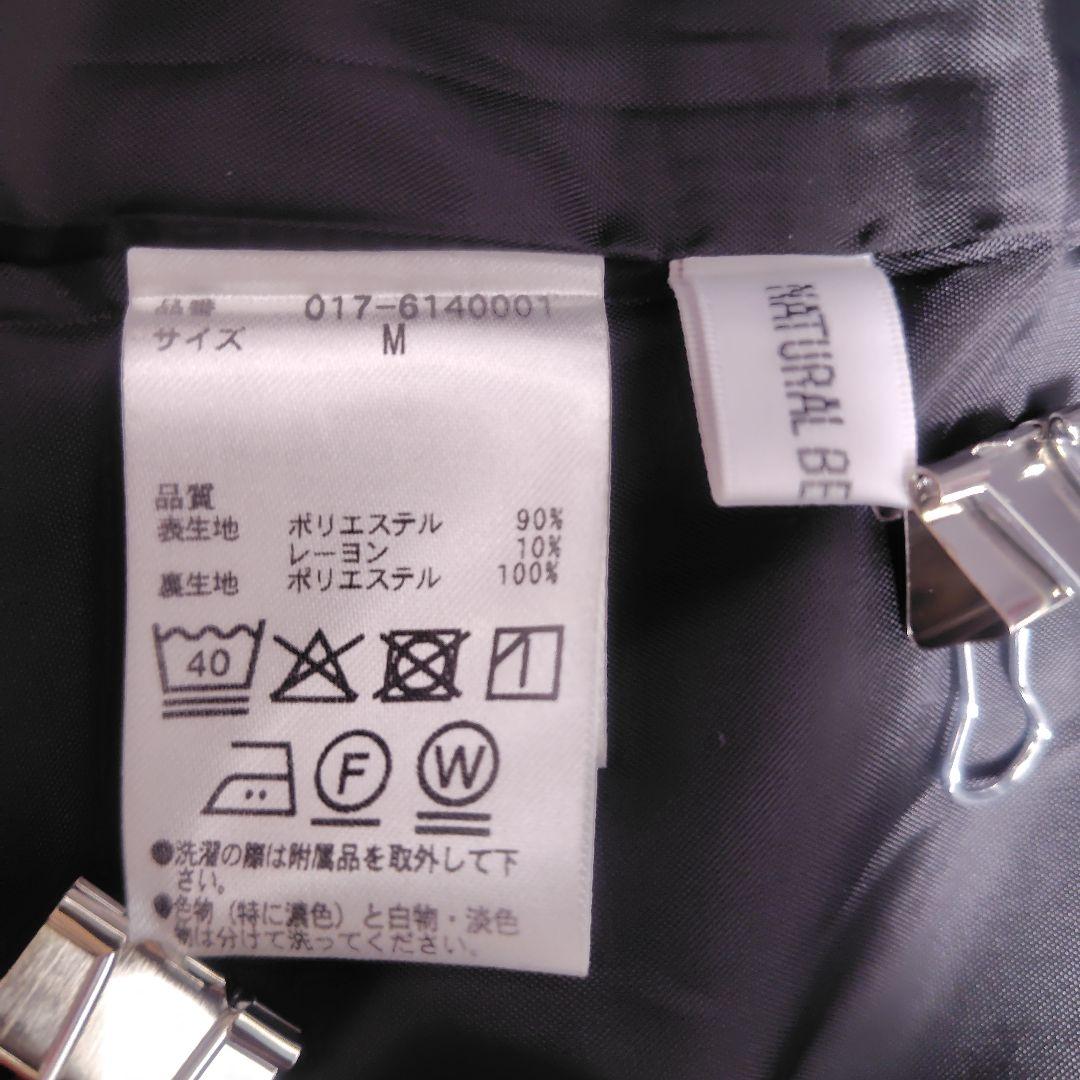 品番 017-6140001
サイズ M
品質
表生地 ポリエステル 90%
レーヨン 10%
裏生地 ポリエステル 100%
40
F
W
●洗濯の際は附属品を取外して下
さい。
●色物（特に濃色）と白物・淡色
物は分けて洗ってください。
NATURAL BE